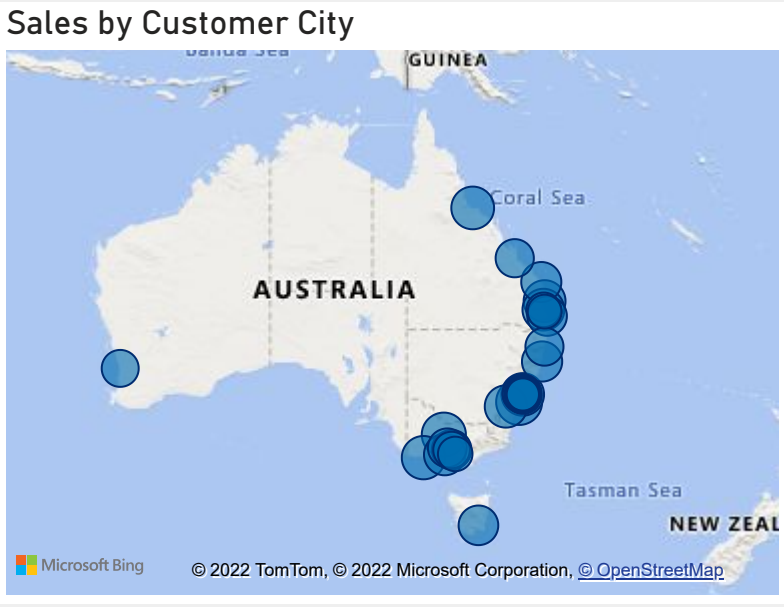 Sales by Customer City
Banda Sea
GUINEA
Coral Sea
AUSTRALIA
Tasman Sea
NEW ZEAL
Microsoft Bing
© 2022 TomTom, © 2022 Microsoft Corporation, © OpenStreetMap